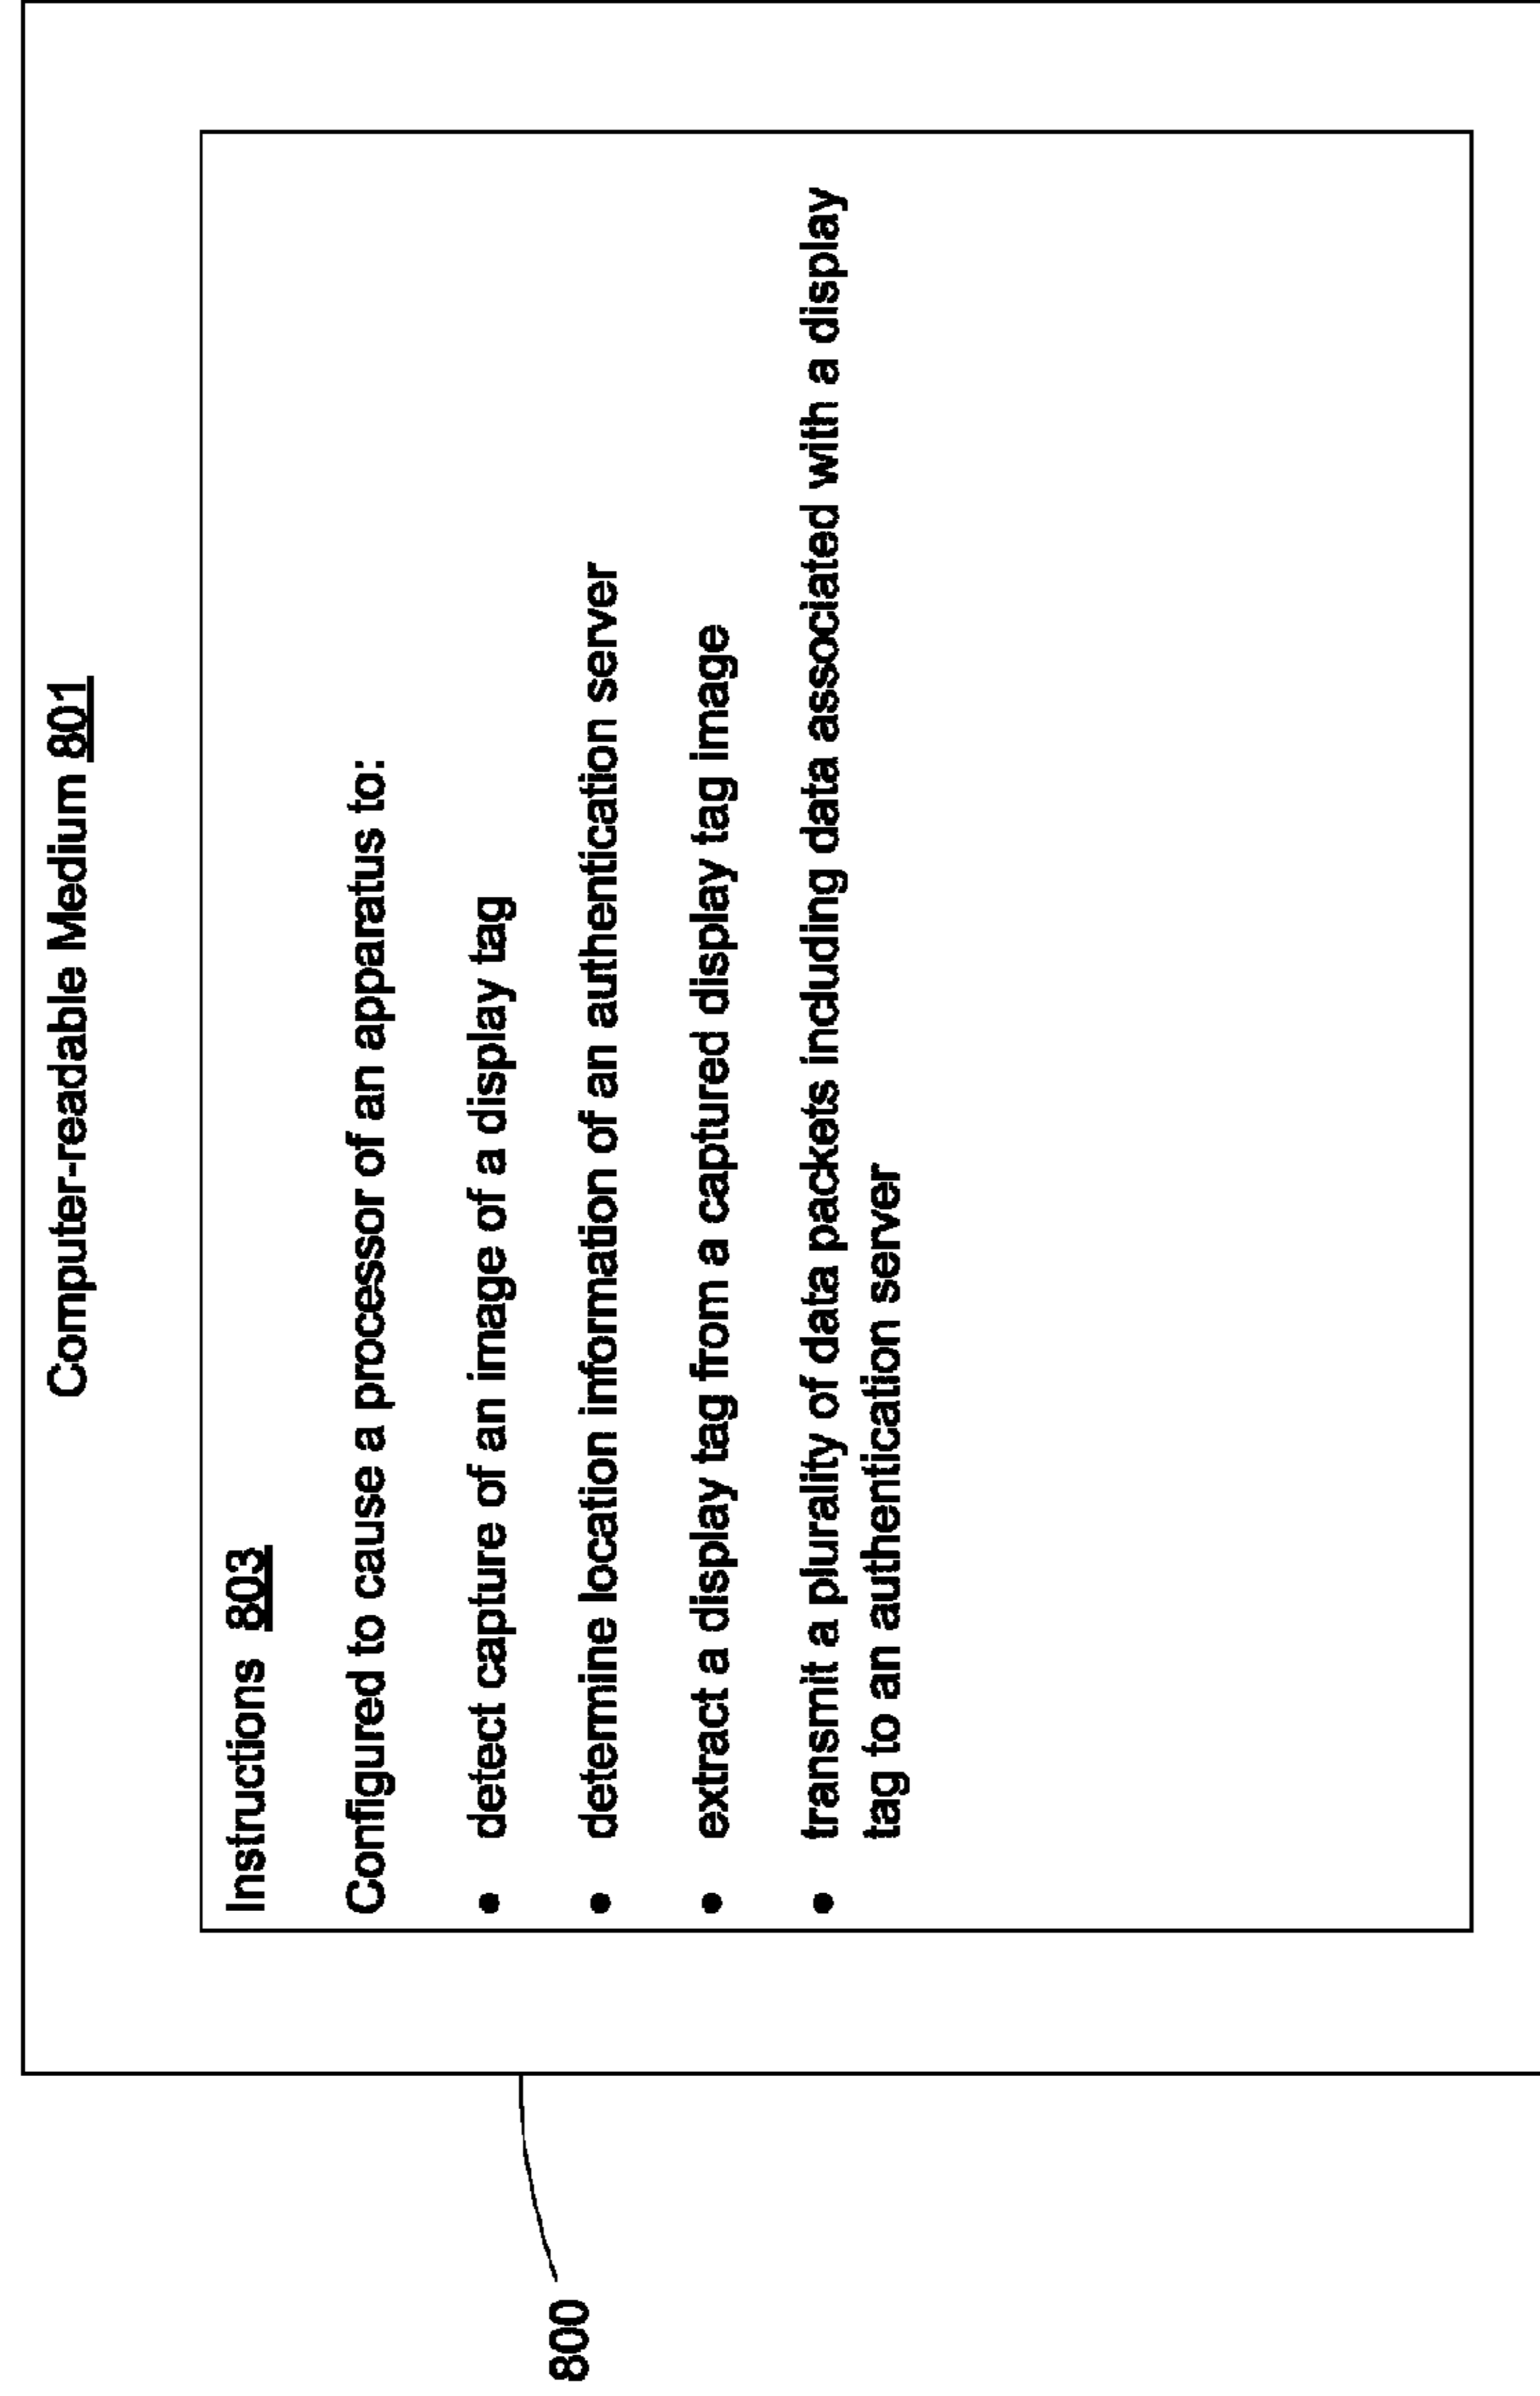 Computer-readable Medium 801
Instructions 803
Configured to cause a processor of an apparatus to:
• detect capture of an image of a display tag
• determine location information of an authentication server
• extract a display tag from a captured display tag image
• transmit a plurality of data packets including data associated with a display
tag to an authentication server
800